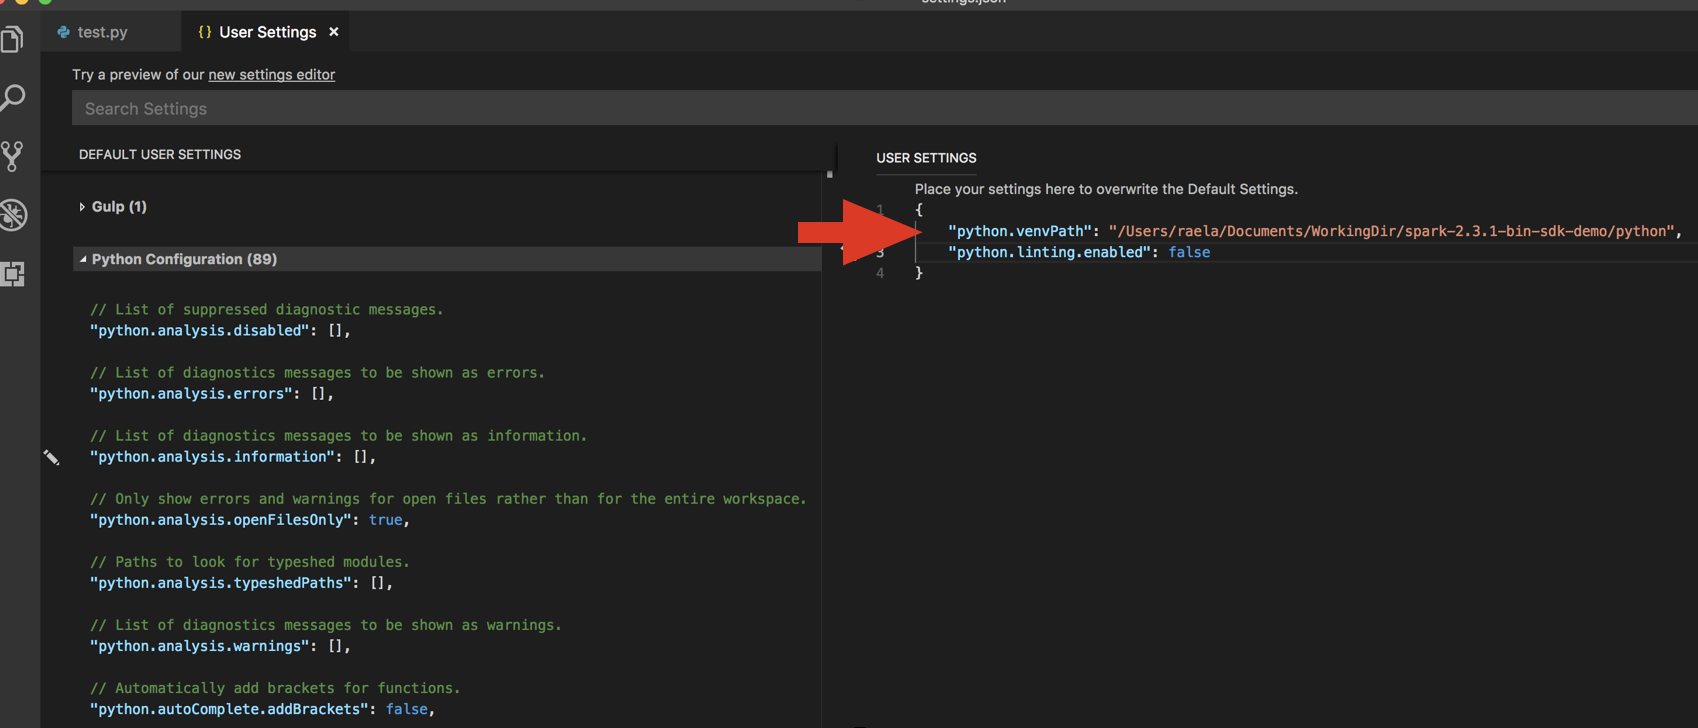 settings.json
test.py
{} User Settings ×
Try a preview of our new settings editor
Search Settings
DEFAULT USER SETTINGS
Gulp (1)
Python Configuration (89)
// List of suppressed diagnostic messages.
"python.analysis.disabled": [],
// List of diagnostics messages to be shown as errors.
"python.analysis.errors": [],
// List of diagnostics messages to be shown as information.
"python.analysis.information": [],
// Only show errors and warnings for open files rather than for the entire workspace.
"python.analysis.openFilesOnly": true,
// Paths to look for typeshed modules.
"python.analysis.typeshedPaths": [],
// List of diagnostics messages to be shown as warnings.
"python.analysis.warnings": [],
// Automatically add brackets for functions.
"python.autoComplete.addBrackets": false,
USER SETTINGS
Place your settings here to overwrite the Default Settings.
1 {
"python.venvPath": "/Users/raela/Documents/WorkingDir/spark-2.3.1-bin-sdk-demo/python",
3 "python.linting.enabled": false
4 }